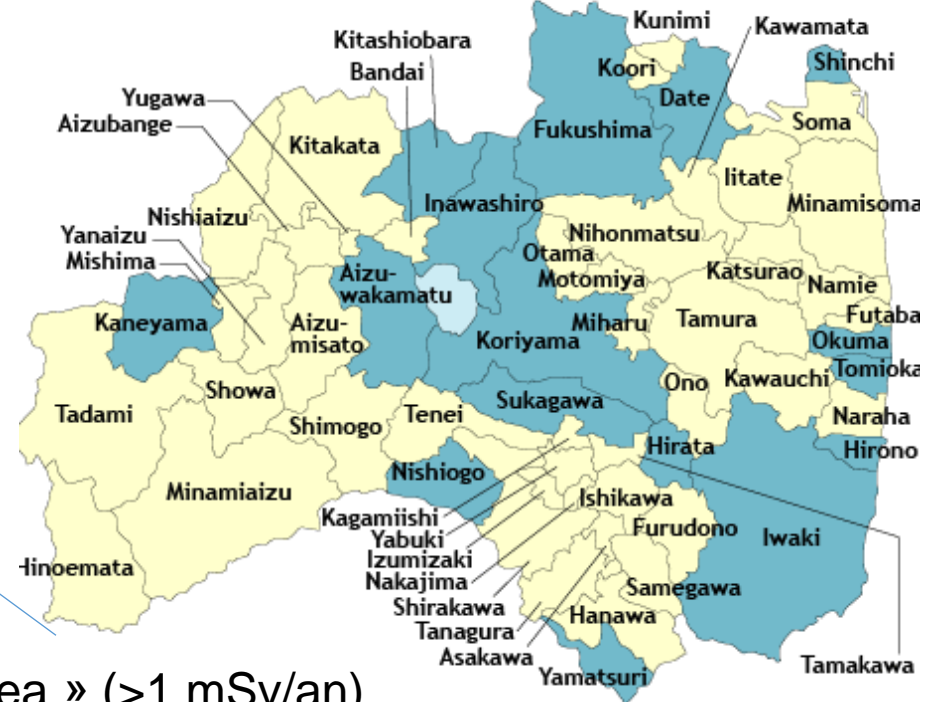 Kunimi
Kawamata
Kitashiobara
Shinchi
Koori
Bandai
Date
Yugawa
Soma
Aizubange
Fukushima
Kitakata
Iitate
Inawashiro
Minamisoma
Nishiaizu
Nihonmatsu
Yanaizu
Otama
Mishima
Aizu-
wakamatu
Motomiya
Katsurao
Namie
Kaneyama
Aizu-
misato
Miharu
Tamura
Futaba
Koriyama
Okuma
Tomioka
Showa
Ono
Kawauchi
Sukagawa
Tadami
Tenei
Naraha
Shimogo
Hirata
Hirono
Nishiogo
Minamiaizu
Ishikawa
Kagamiishi
Furudono
Iwaki
Yabuki
Izumizaki
Hinoemata
Nakajima
Samegawa
Shirakawa
Hanawa
Tanagura
Asakawa
Tamakawa
Yamatsuri
ea » (>1 mSv/an)